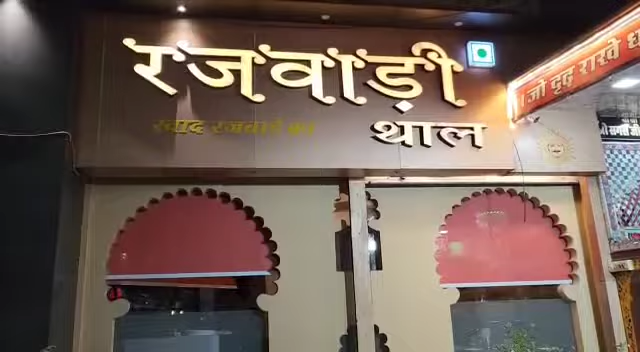 रजवाड़ी
थाल
स्वाद रजवाड़े का
जो दृढ़ राखे ध